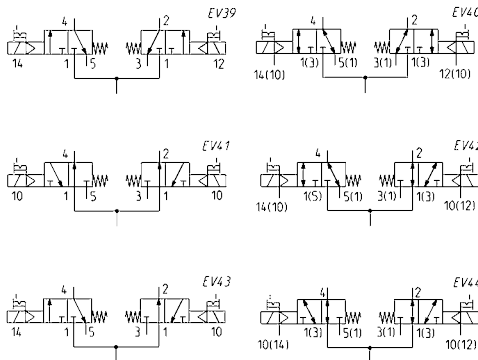 4 2 EV39
14 1 5 3 1 12
4 2 EV40
14(10) 1(3) 5(1) 3(1) 1(3) 12(10)
4 2 EV41
10 1 5 3 1 10
4 2 EV42
14(10) 1(5) 5(1) 3(1) 1(3) 10(12)
4 2 EV43
14 1 5 3 1 10
4 2 EV44
10(14) 1(3) 5(1) 3(1) 1(3) 10(12)